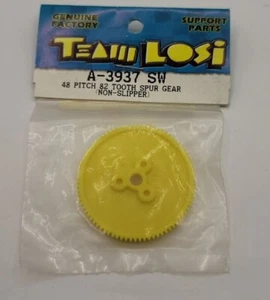 GENUINE FACTORY
SUPPORT PARTS
TEAM LOSI
A-3937 SW
48 PITCH 82 TOOTH SPUR GEAR
(NON-SLIPPER)